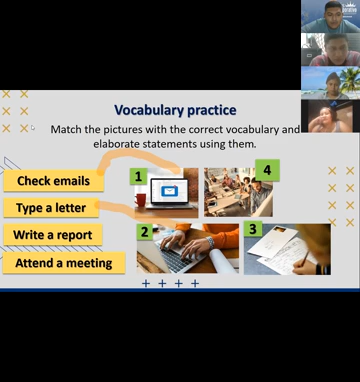 Vocabulary practice
Match the pictures with the correct vocabulary and
elaborate statements using them.
Check emails
Type a letter
Write a report
Attend a meeting
1
4
2
3